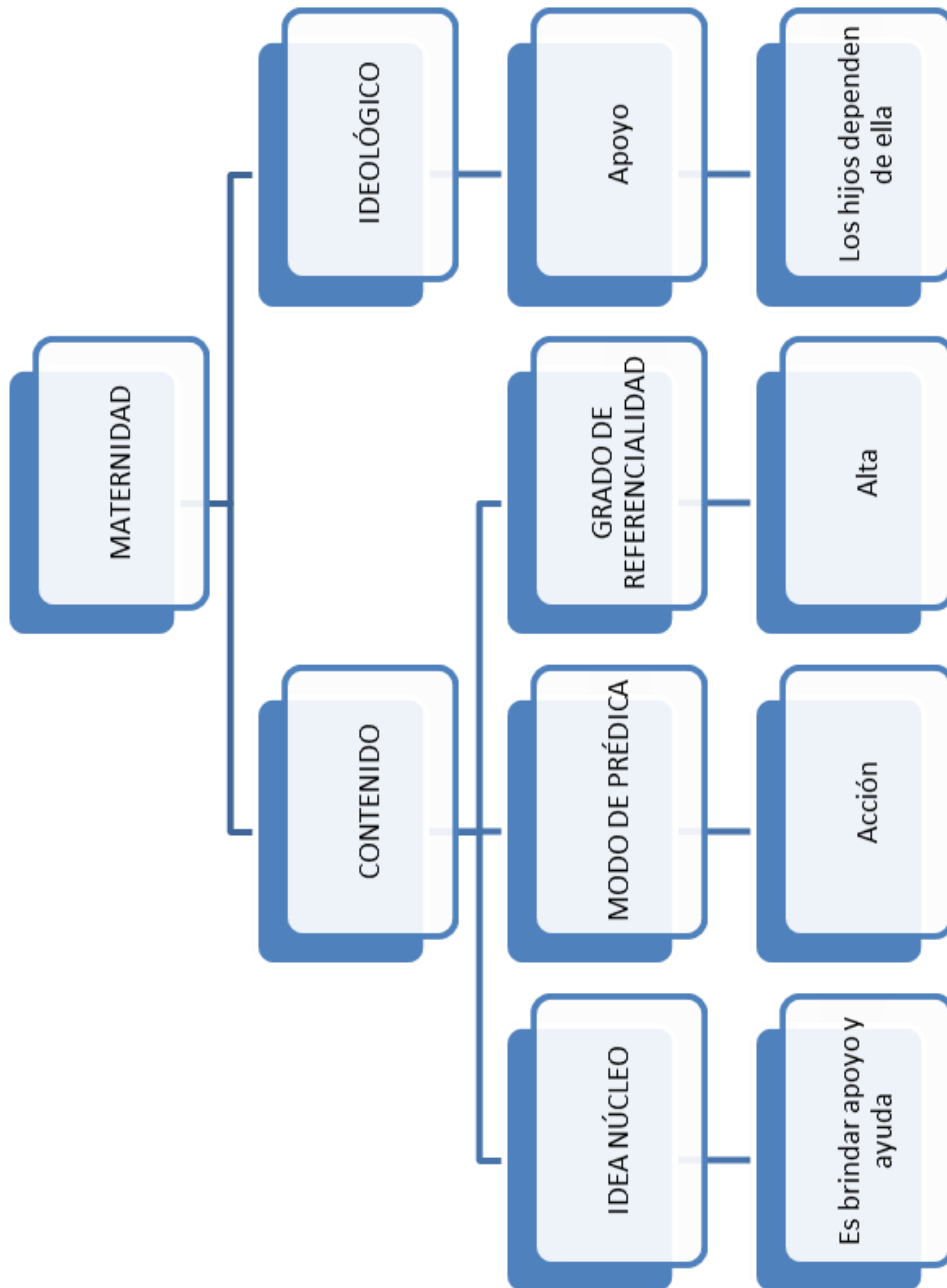 MATERNIDAD
CONTENIDO
IDEOLÓGICO
IDEA NÚCLEO
MODO DE PRÉDICA
GRADO DE
REFERENCIALIDAD
Apoyo
Es brindar apoyo y
ayuda
Acción
Alta
Los hijos dependen
de ella